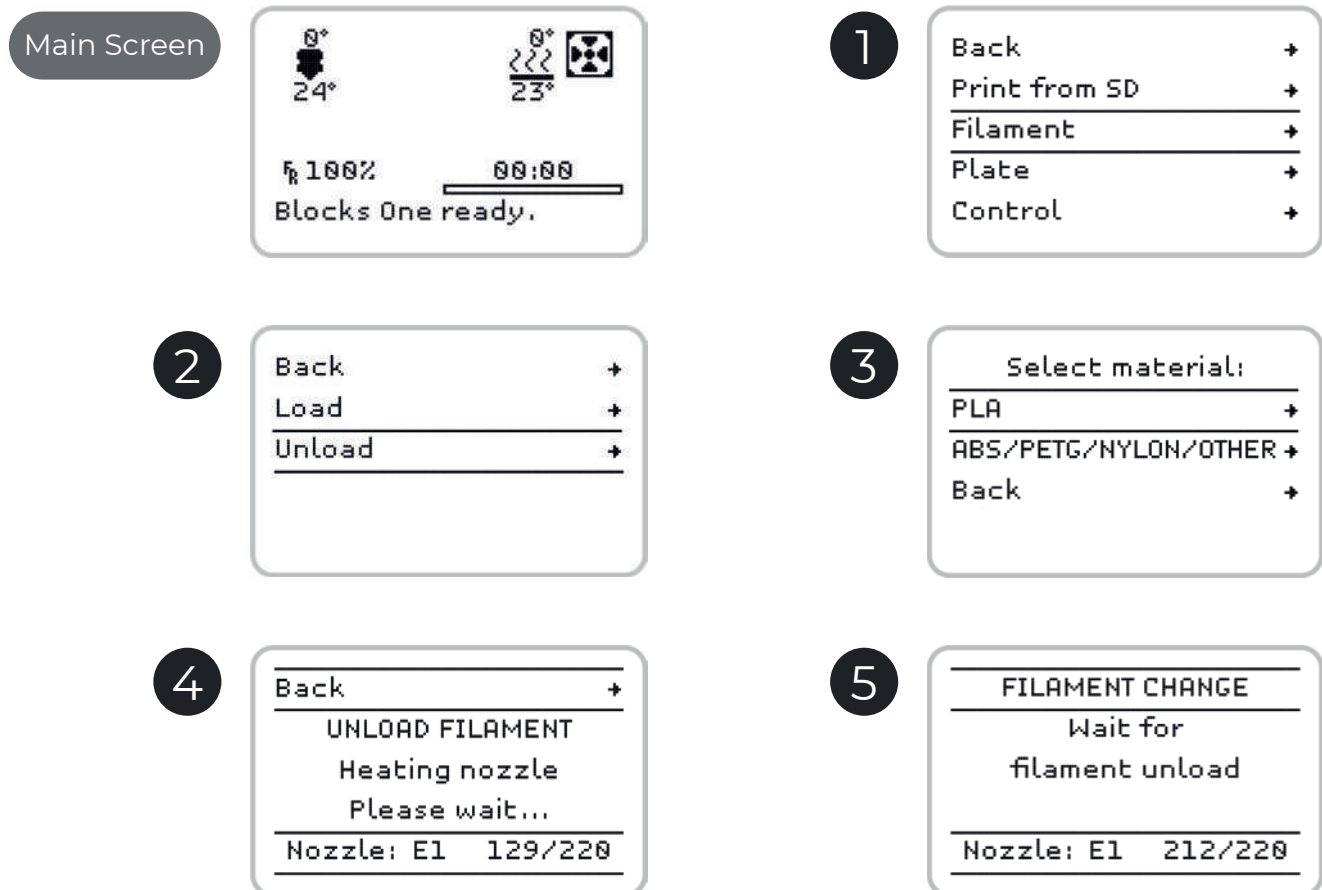 Main Screen
0° 0°
24° 23°
FR 100% 00:00
Blocks One ready.
1
Back →
Print from SD →
Filament →
Plate →
Control →
2
Back →
Load →
Unload →
3
Select material:
PLA →
ABS/PETG/NYLON/OTHER →
Back →
4
Back →
UNLOAD FILAMENT
Heating nozzle
Please wait...
Nozzle: E1 129/220
5
FILAMENT CHANGE
Wait for
filament unload
Nozzle: E1 212/220